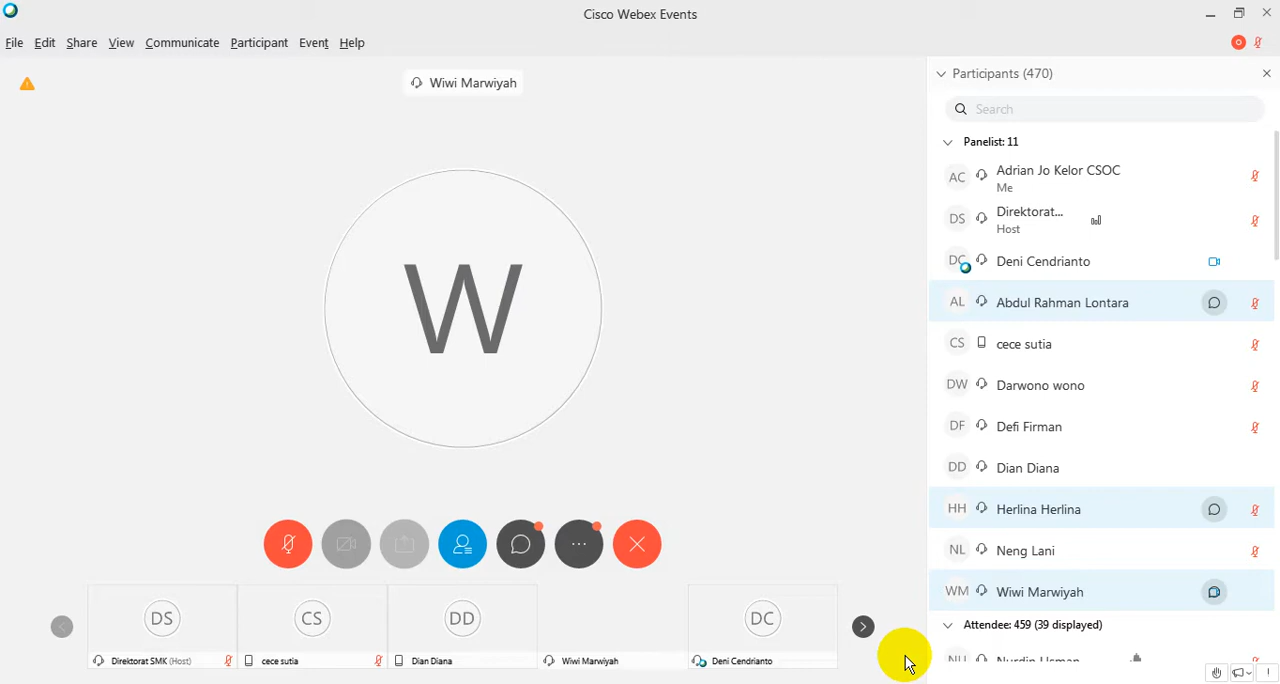 Cisco Webex Events
File Edit Share View Communicate Participant Event Help
Wiwi Marwiyah
W
DS
Direktorat SMK (Host)
CS
cece sutia
DD
Dian Diana
Wiwi Marwiyah
DC
Deni Cendrianto
Participants (470)
Search
Panelist: 11
AC Adrian Jo Kelor CSOC
Me
DS Direktorat...
Host
DC Deni Cendrianto
AL Abdul Rahman Lontara
CS cece sutia
DW Darwono wono
DF Defi Firman
DD Dian Diana
HH Herlina Herlina
NL Neng Lani
WM Wiwi Marwiyah
Attendee: 459 (39 displayed)
NU Nurdin Usman